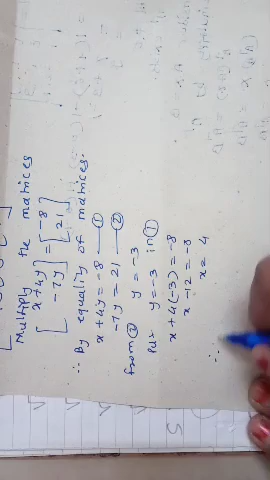 Multiply the matrices
[x+4y
-7y] = [-8
21]
∴ By equality of matrices.
x+4y = -8 — ①
-7y = 21 — ②
from ② y = -3
Put y=-3 in ①
x+4(-3) = -8
x-12 = -8
x = 4
∴